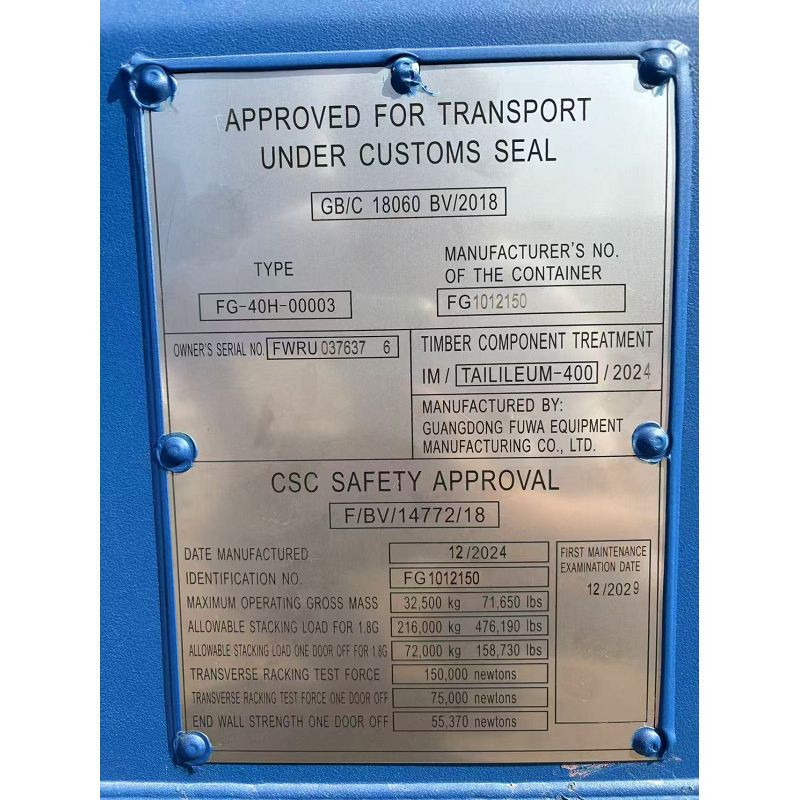 APPROVED FOR TRANSPORT
UNDER CUSTOMS SEAL
GB/C 18060 BV/2018
TYPE
FG-40H-00003
MANUFACTURER'S NO.
OF THE CONTAINER
FG1012150
OWNER'S SERIAL NO. FWRU 037637 6
TIMBER COMPONENT TREATMENT
IM / TAILILEUM-400 / 2024
MANUFACTURED BY:
GUANGDONG FUWA EQUIPMENT
MANUFACTURING CO., LTD.
CSC SAFETY APPROVAL
F/BV/14772/18
DATE MANUFACTURED 12/2024
IDENTIFICATION NO. FG1012150
MAXIMUM OPERATING GROSS MASS 32,500 kg 71,650 lbs
ALLOWABLE STACKING LOAD FOR 1.8G 216,000 kg 476,190 lbs
ALLOWABLE STACKING LOAD ONE DOOR OFF FOR 1.8G 72,000 kg 158,730 lbs
TRANSVERSE RACKING TEST FORCE 150,000 newtons
TRANSVERSE RACKING TEST FORCE ONE DOOR OFF 75,000 newtons
END WALL STRENGTH ONE DOOR OFF 55,370 newtons
FIRST MAINTENANCE
EXAMINATION DATE
12/2029